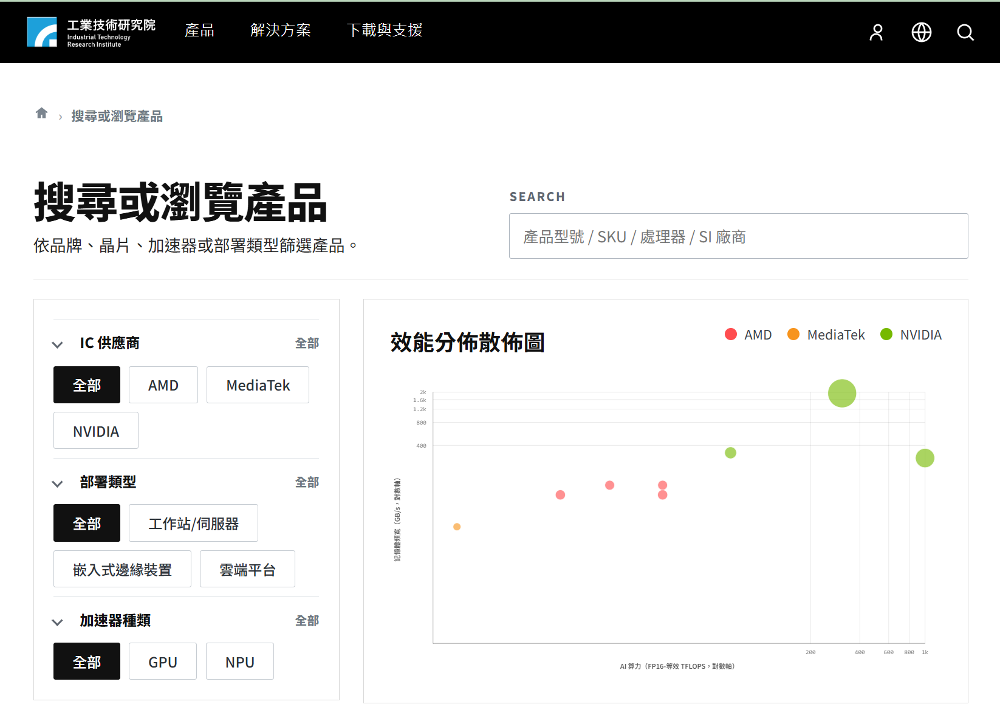 工業技術研究院
Industrial Technology
Research Institute
產品
解決方案
下載與支援
搜尋或瀏覽產品
搜尋或瀏覽產品
依品牌、晶片、加速器或部署類型篩選產品。
SEARCH
產品型號 / SKU / 處理器 / SI 廠商
IC 供應商
全部
全部
AMD
MediaTek
NVIDIA
部署類型
全部
全部
工作站/伺服器
嵌入式邊緣裝置
雲端平台
加速器種類
全部
全部
GPU
NPU
效能分佈散佈圖
AMD
MediaTek
NVIDIA
2k
1.6k
1.2k
800
400
記憶體頻寬（GB/s，對數軸）
200
400
600
800
1k
AI 算力（FP16-等效 TFLOPS，對數軸）